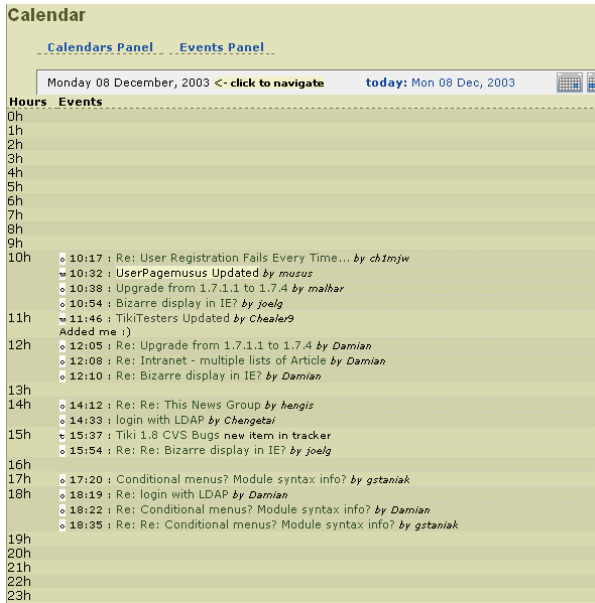 Calendar
Calendars Panel Events Panel
Monday 08 December, 2003 <- click to navigate today: Mon 08 Dec, 2003
Hours Events
0h
1h
2h
3h
4h
5h
6h
7h
8h
9h
10h 10:17 : Re: User Registration Fails Every Time... by ch1mjw
10:32 : UserPagemusus Updated by musus
10:38 : Upgrade from 1.7.1.1 to 1.7.4 by malhar
10:54 : Bizarre display in IE? by joelg
11h 11:46 : TikiTesters Updated by Chealer9
Added me :)
12h 12:05 : Re: Upgrade from 1.7.1.1 to 1.7.4 by Damian
12:08 : Re: Intranet - multiple lists of Article by Damian
12:10 : Re: Bizarre display in IE? by Damian
13h
14h 14:12 : Re: Re: This News Group by hengis
14:33 : login with LDAP by Chengetai
15h 15:37 : Tiki 1.8 CVS Bugs new item in tracker
15:54 : Re: Re: Bizarre display in IE? by joelg
16h
17h 17:20 : Conditional menus? Module syntax info? by gstaniak
18h 18:19 : Re: login with LDAP by Damian
18:22 : Re: Conditional menus? Module syntax info? by Damian
18:35 : Re: Re: Conditional menus? Module syntax info? by gstaniak
19h
20h
21h
22h
23h